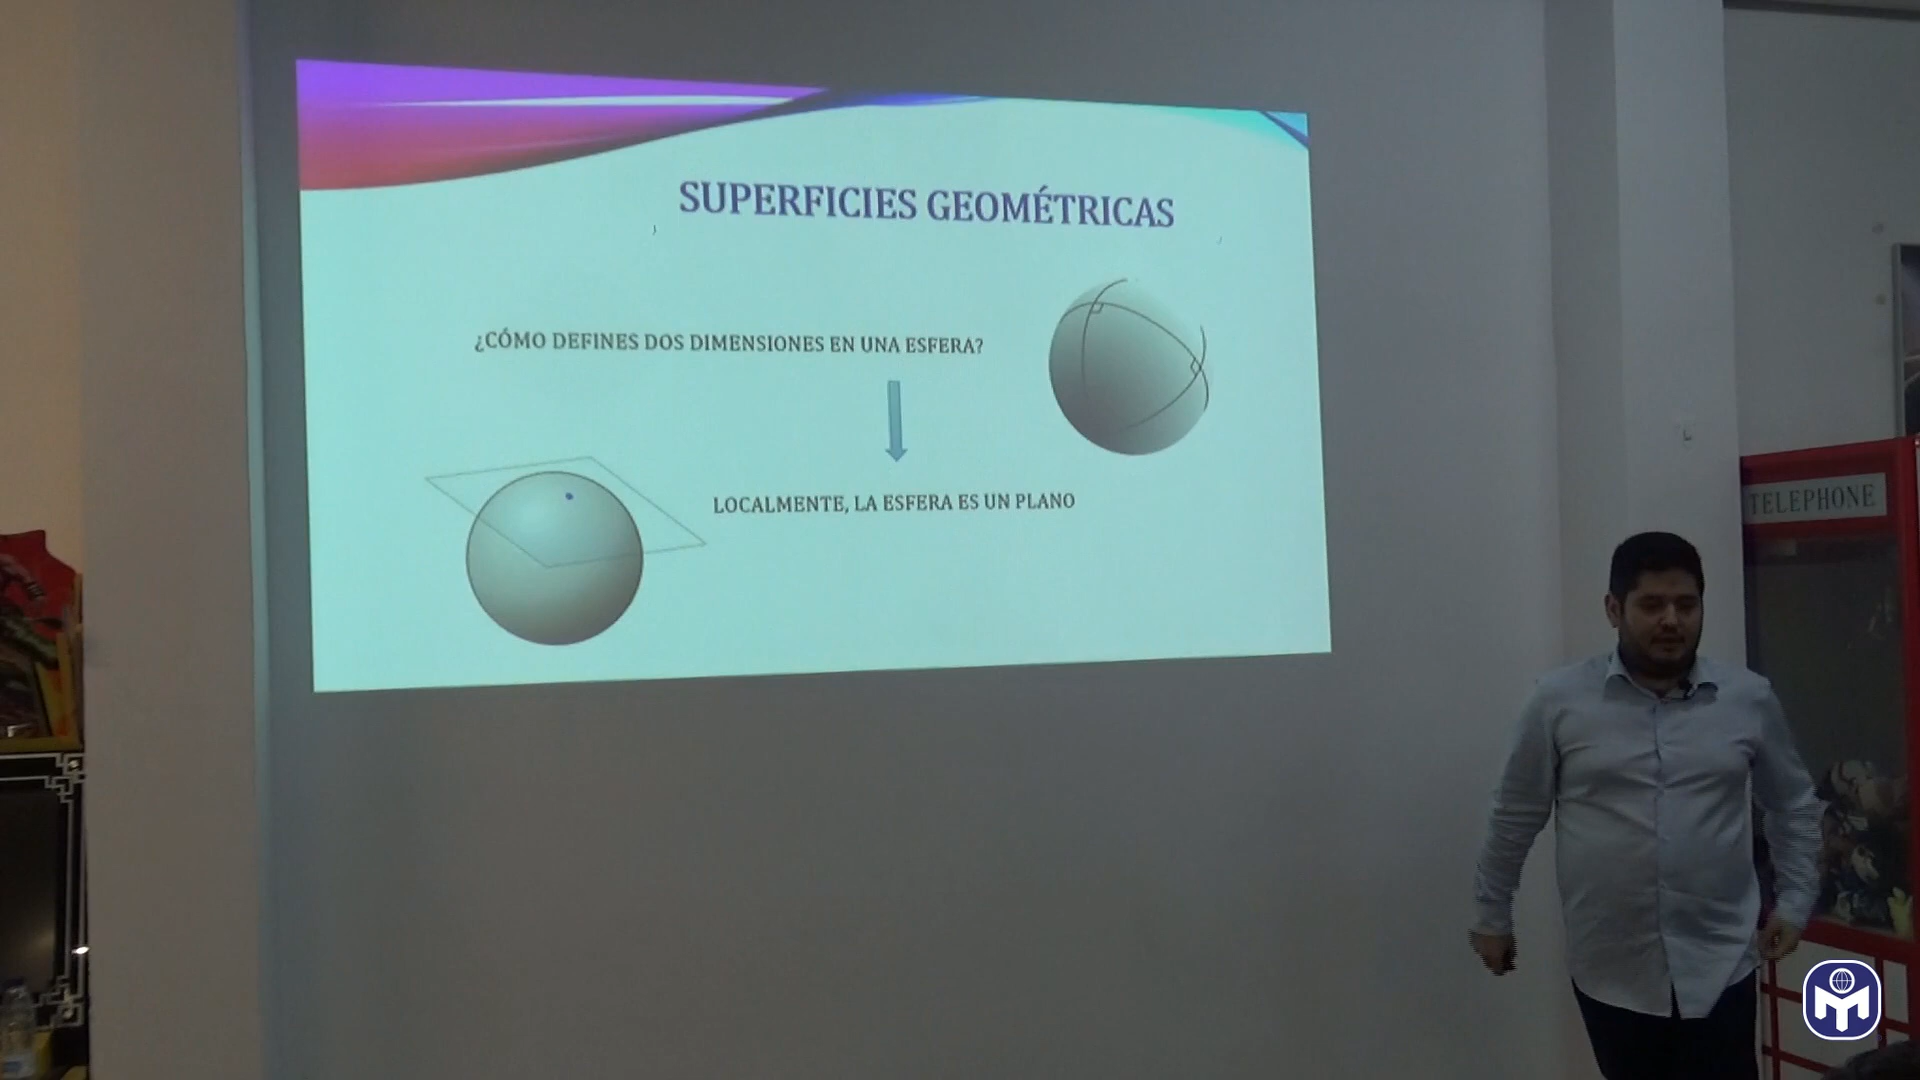 SUPERFICIES GEOMÉTRICAS
¿CÓMO DEFINES DOS DIMENSIONES EN UNA ESFERA?
LOCALMENTE, LA ESFERA ES UN PLANO
TELEPHONE